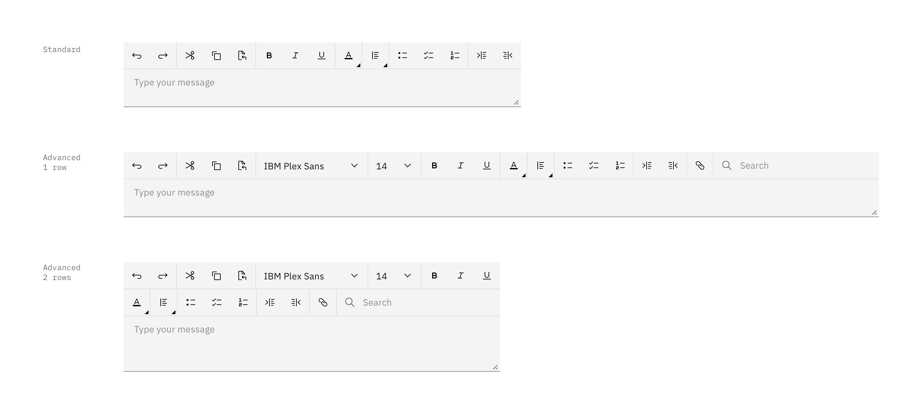 Standard
B I U A
Type your message
Advanced
1 row
IBM Plex Sans 14 B I U A Search
Type your message
Advanced
2 rows
IBM Plex Sans 14 B I U
A Search
Type your message